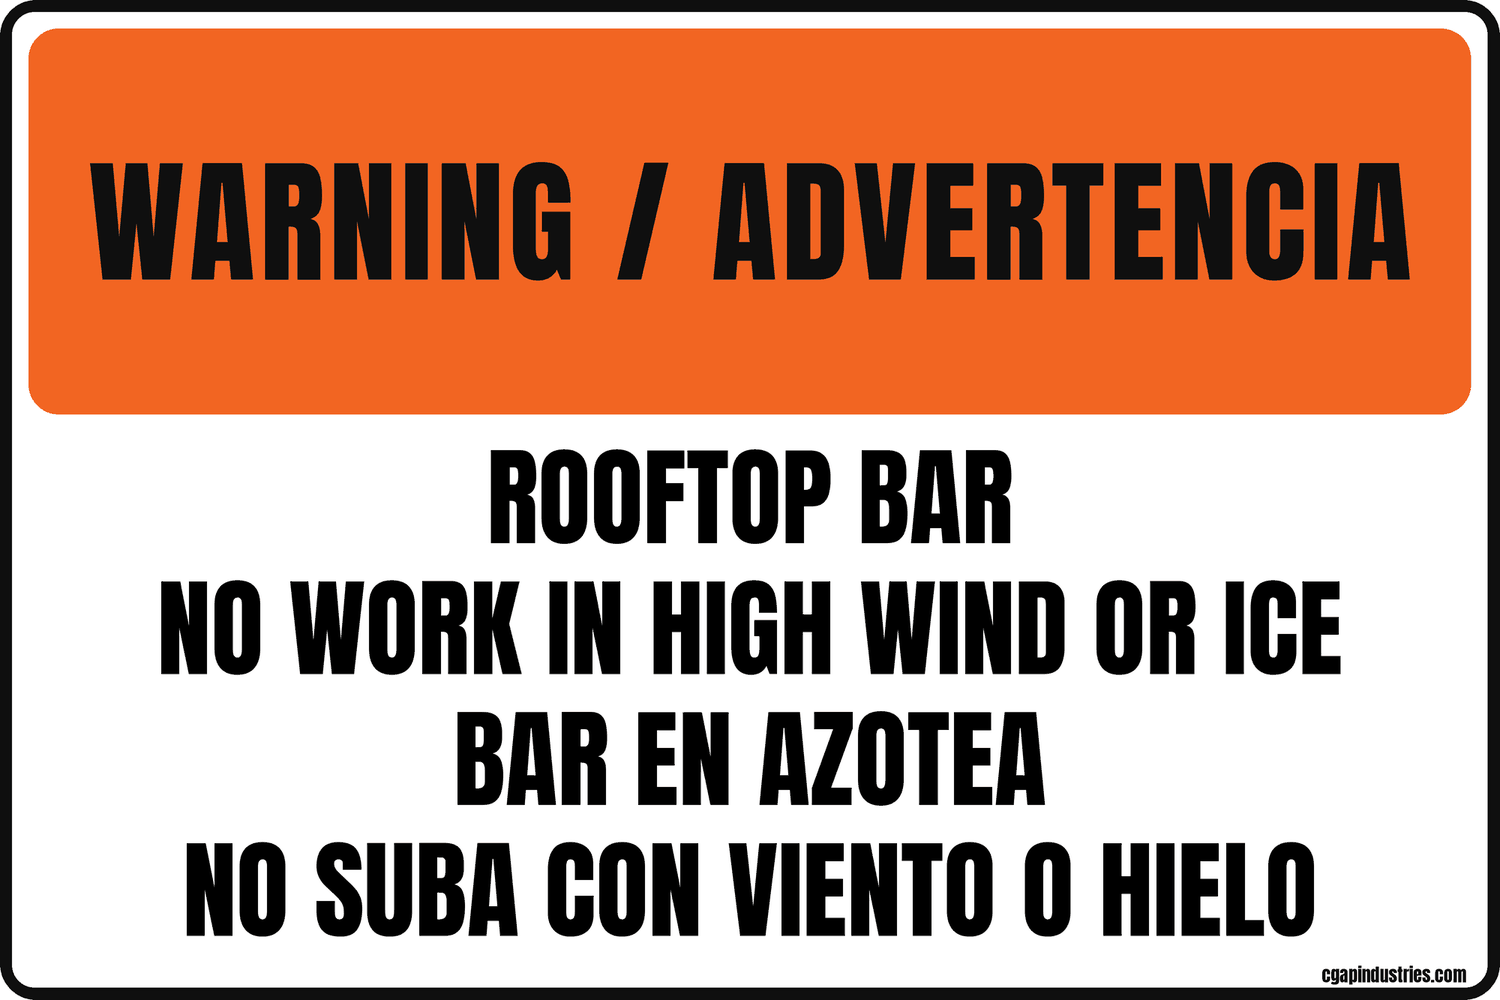 WARNING / ADVERTENCIA
ROOFTOP BAR
NO WORK IN HIGH WIND OR ICE
BAR EN AZOTEA
NO SUBA CON VIENTO O HIELO
cgapindustries.com